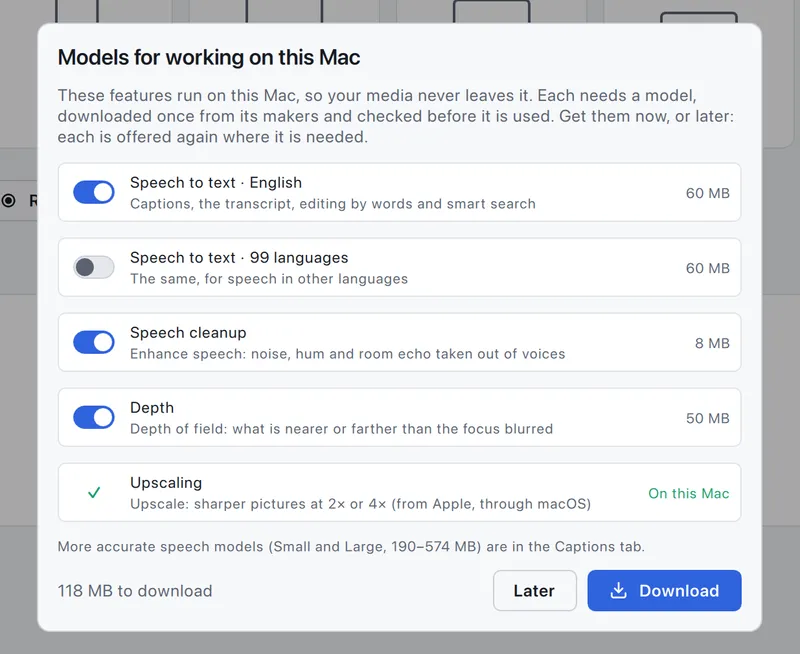 Models for working on this Mac
These features run on this Mac, so your media never leaves it. Each needs a model,
downloaded once from its makers and checked before it is used. Get them now, or later:
each is offered again where it is needed.
Speech to text · English
Captions, the transcript, editing by words and smart search
60 MB
Speech to text · 99 languages
The same, for speech in other languages
60 MB
Speech cleanup
Enhance speech: noise, hum and room echo taken out of voices
8 MB
Depth
Depth of field: what is nearer or farther than the focus blurred
50 MB
Upscaling
Upscale: sharper pictures at 2× or 4× (from Apple, through macOS)
On this Mac
More accurate speech models (Small and Large, 190–574 MB) are in the Captions tab.
118 MB to download
Later
Download